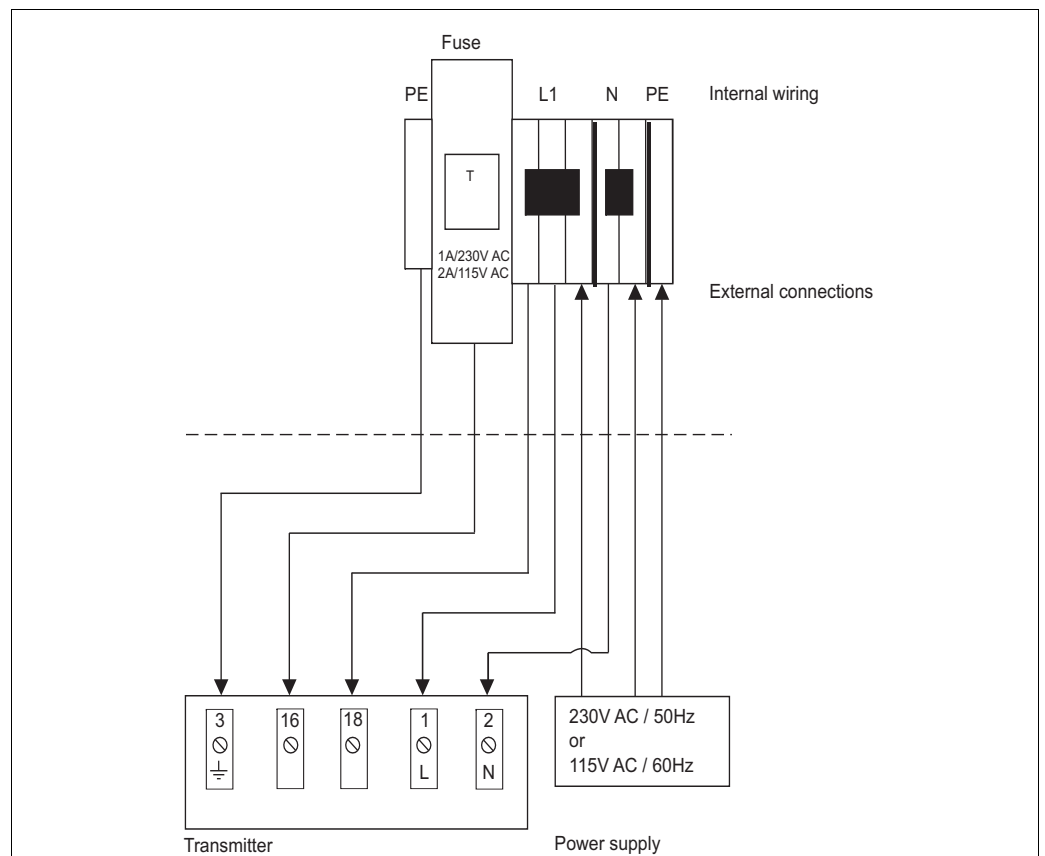 Fuse
PE L1 N PE Internal wiring
T
1A/230V AC
2A/115V AC
External connections
3 16 18 1 2
L N
230V AC / 50Hz
or
115V AC / 60Hz
Transmitter Power supply